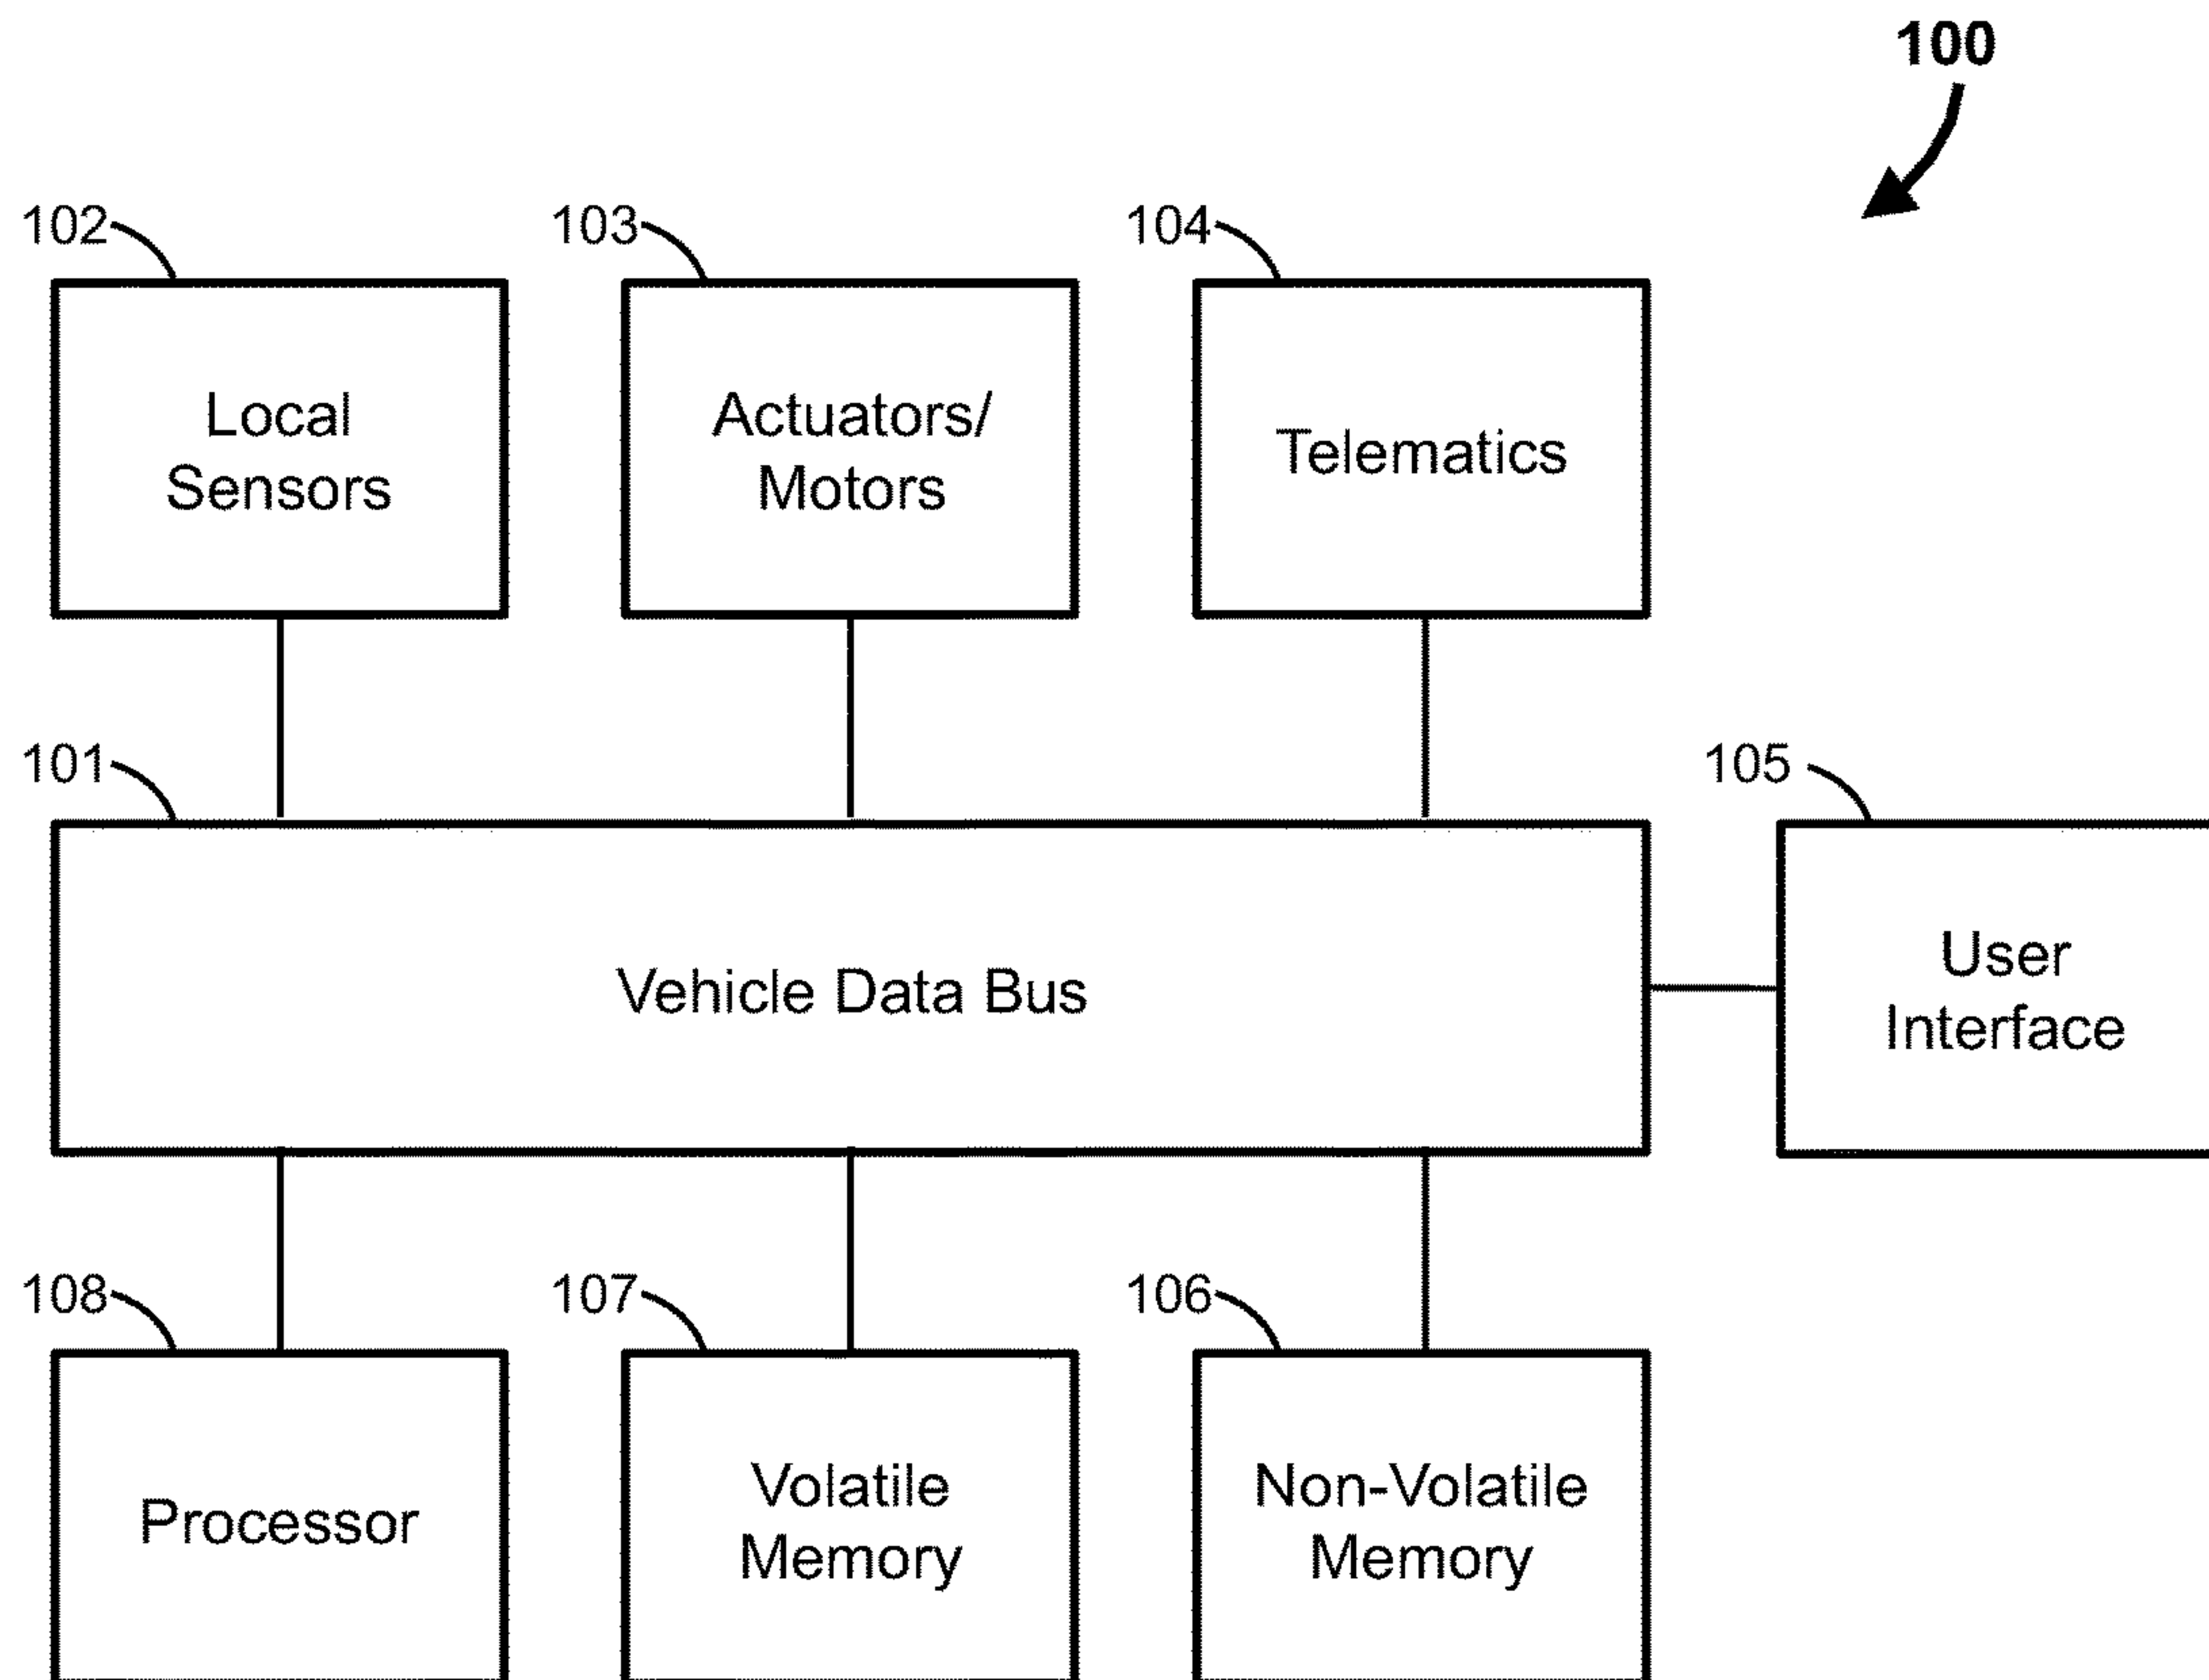 100
102
103
104
Local
Sensors
Actuators/
Motors
Telematics
101
105
Vehicle Data Bus
User
Interface
108
107
106
Processor
Volatile
Memory
Non-Volatile
Memory